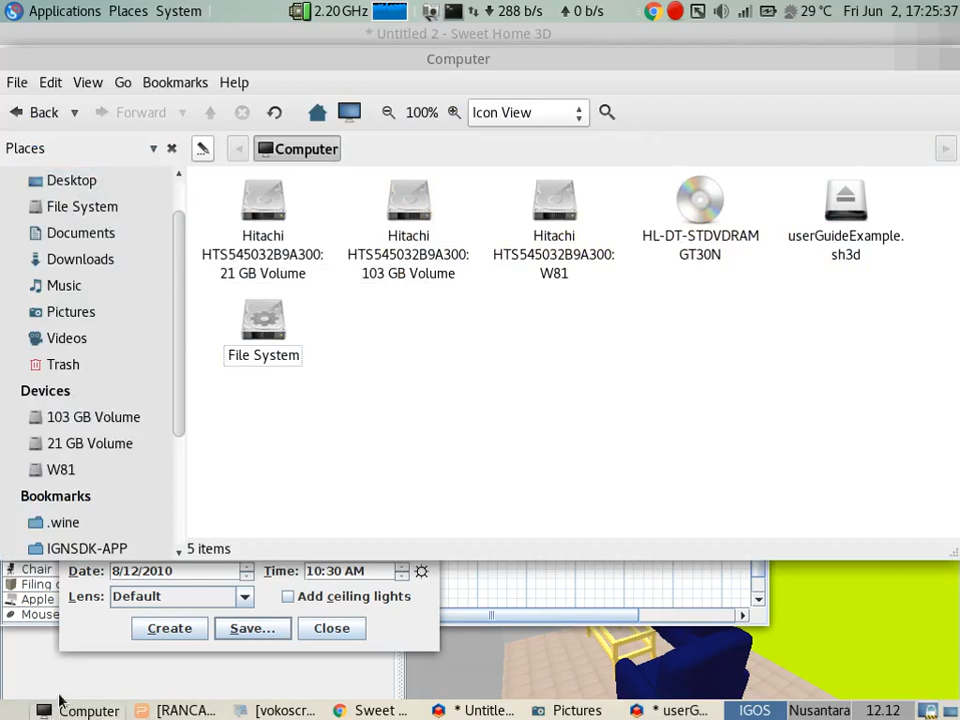 Applications Places System 2.20 GHz 288 b/s 0 b/s 29 °C Fri Jun 2, 17:25:37
* Untitled 2 - Sweet Home 3D
Computer
File Edit View Go Bookmarks Help
Back Forward 100% Icon View
Places Computer
Desktop
File System
Documents
Downloads
Music
Pictures
Videos
Trash
Devices
103 GB Volume
21 GB Volume
W81
Bookmarks
.wine
IGNSDK-APP
Hitachi
HTS545032B9A300:
21 GB Volume
Hitachi
HTS545032B9A300:
103 GB Volume
Hitachi
HTS545032B9A300:
W81
HL-DT-STDVDRAM
GT30N
userGuideExample.
sh3d
File System
5 items
Chair
Filing
Apple
Mouse
Date: 8/12/2010 Time: 10:30 AM
Lens: Default Add ceiling lights
Create Save... Close
Computer [RANCA... [vokoscr... Sweet ... * Untitle... Pictures * userG... IGOS Nusantara 12.12